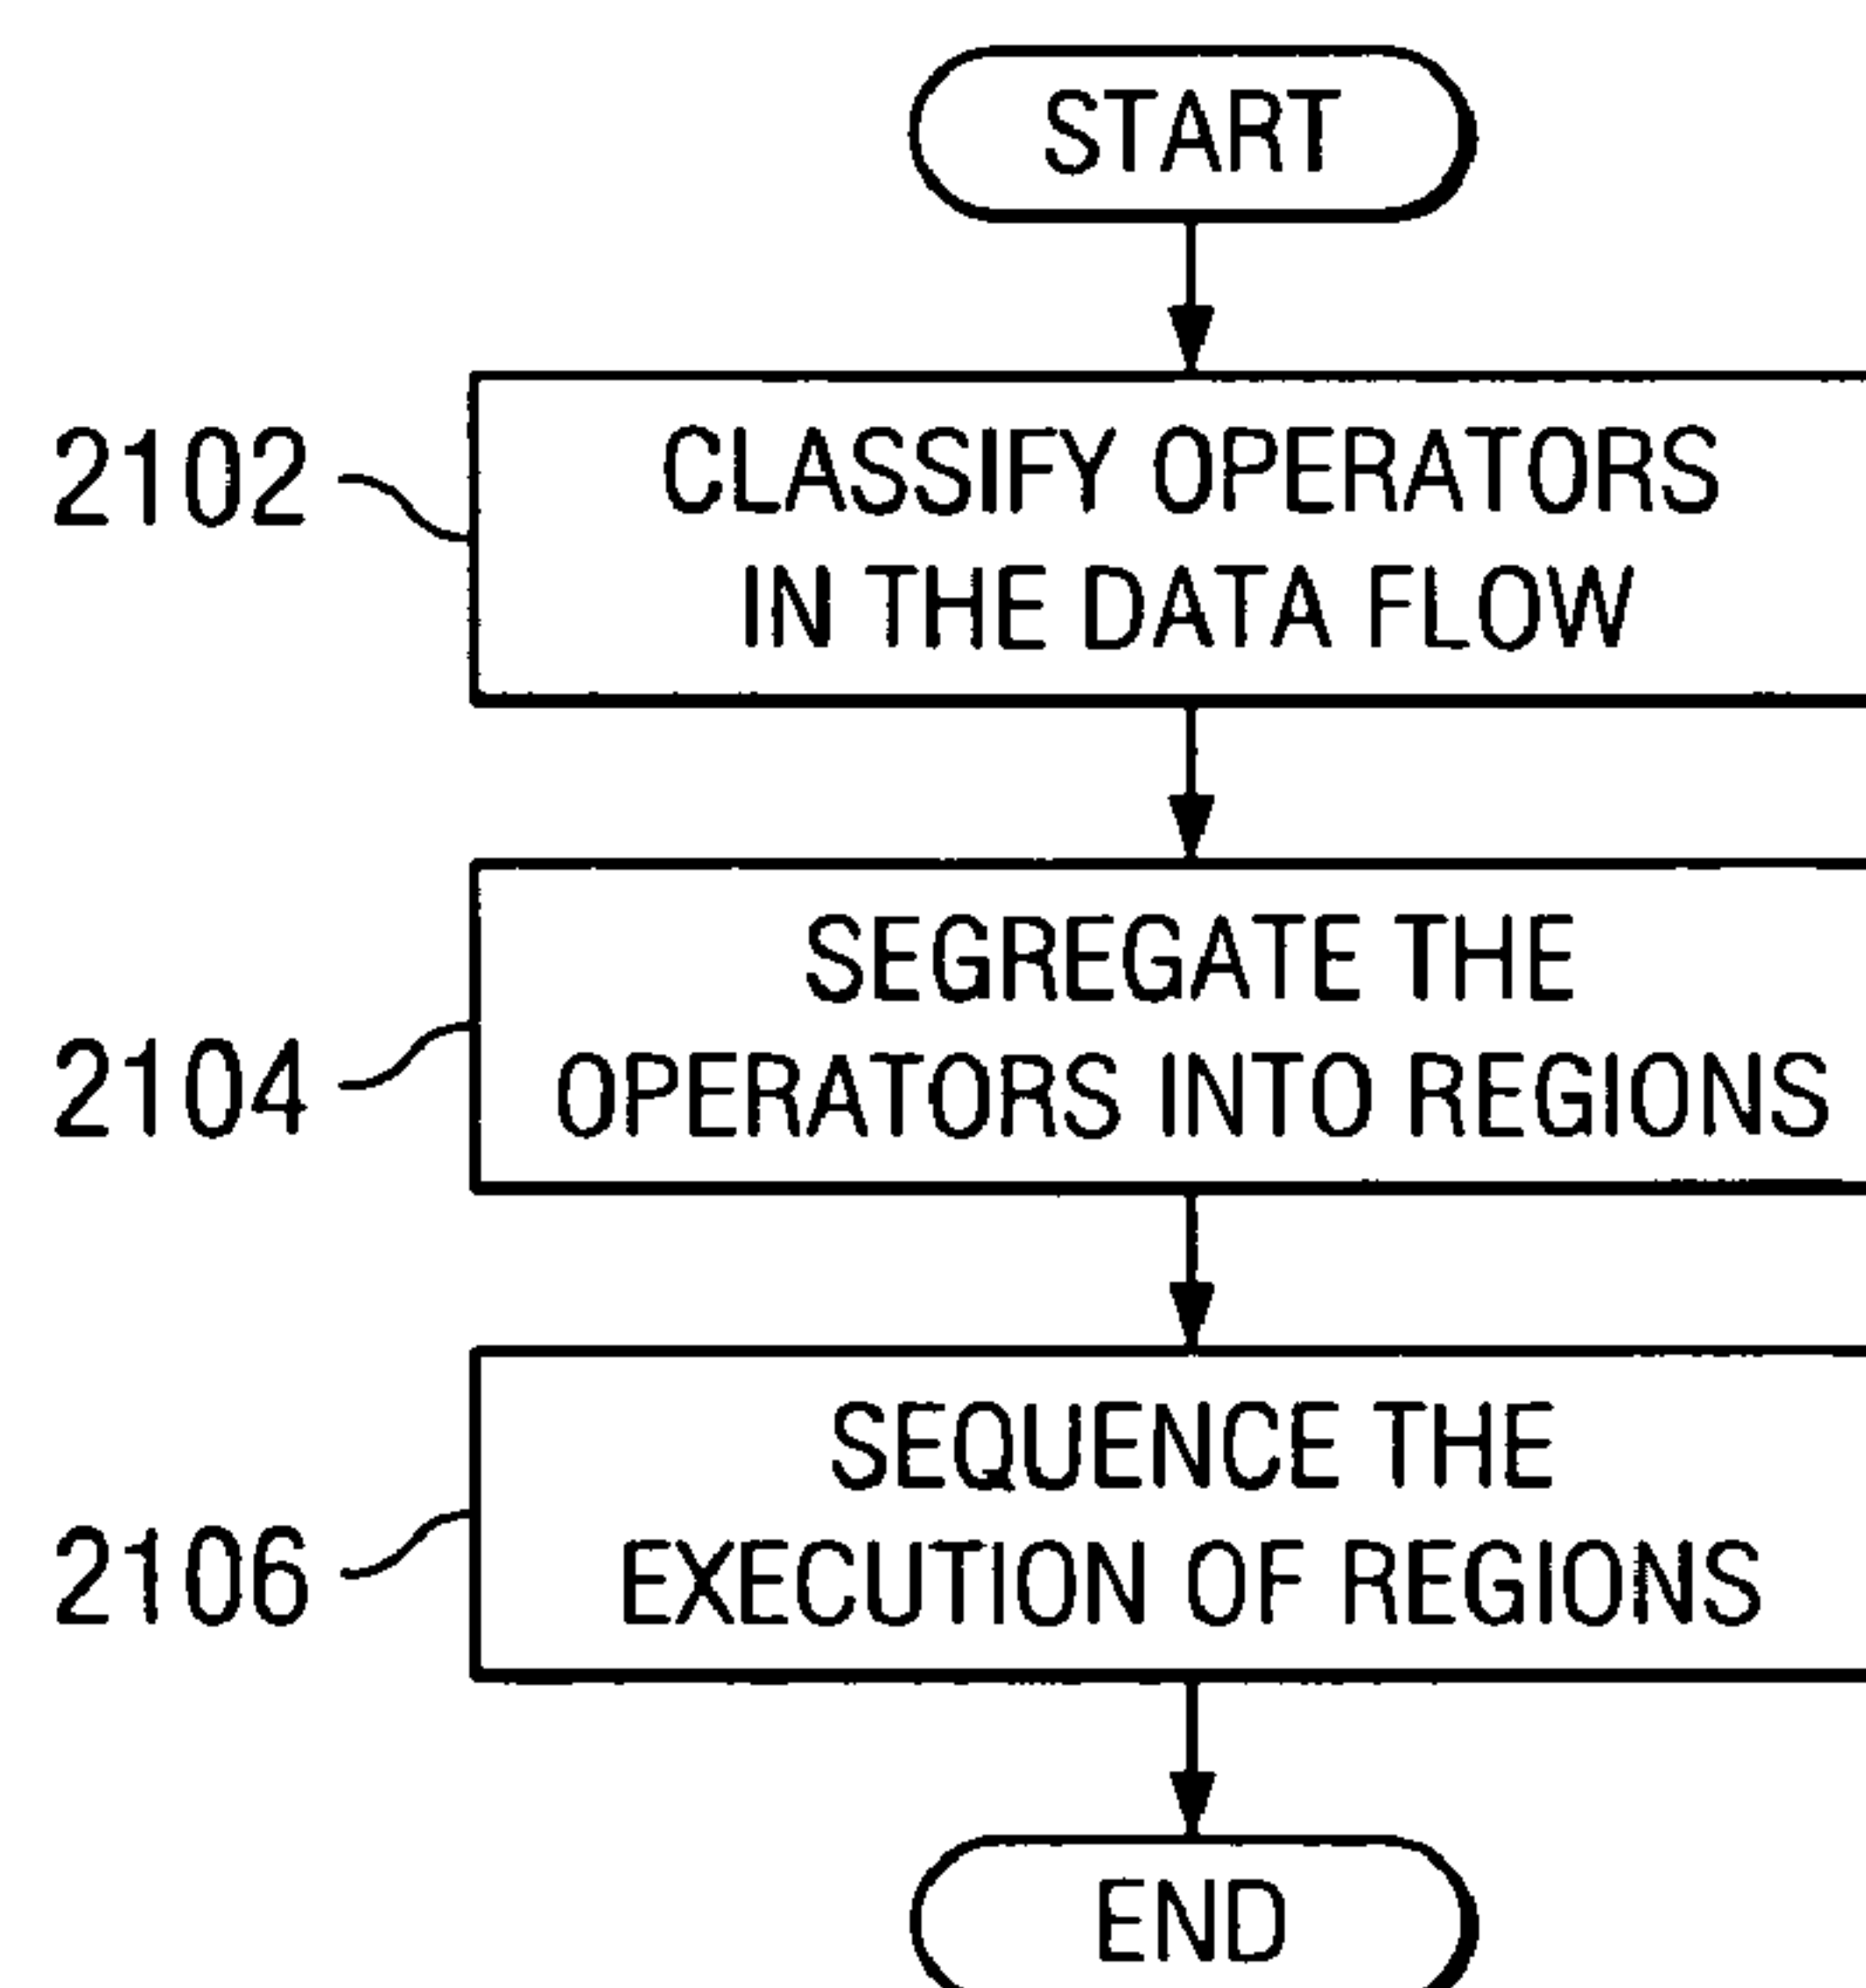 START
2102
CLASSIFY OPERATORS
IN THE DATA FLOW
2104
SEGREGATE THE
OPERATORS INTO REGIONS
2106
SEQUENCE THE
EXECUTION OF REGIONS
END